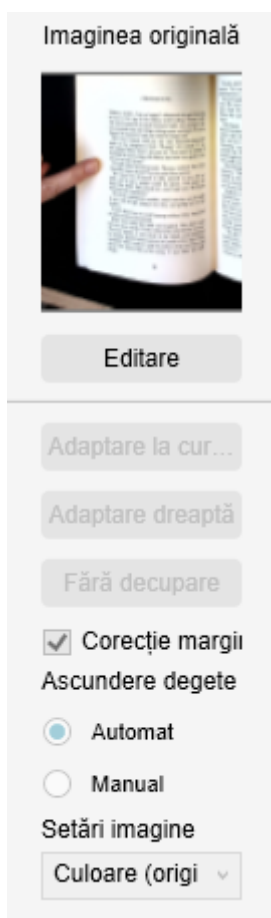 Imaginea originală
Editare
Adaptare la cur...
Adaptare dreaptă
Fără decupare
Corecție margin
Ascundere degete
Automat
Manual
Setări imagine
Culoare (origi